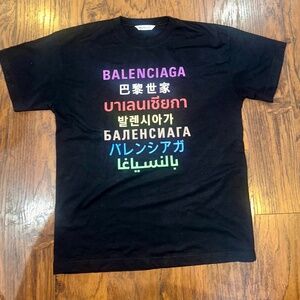 BALENCIAGA
巴黎世家
บาเลนเซียกา
발렌시아가
БАЛЕНСИАГА
バレンシアガ
بالنسياغا